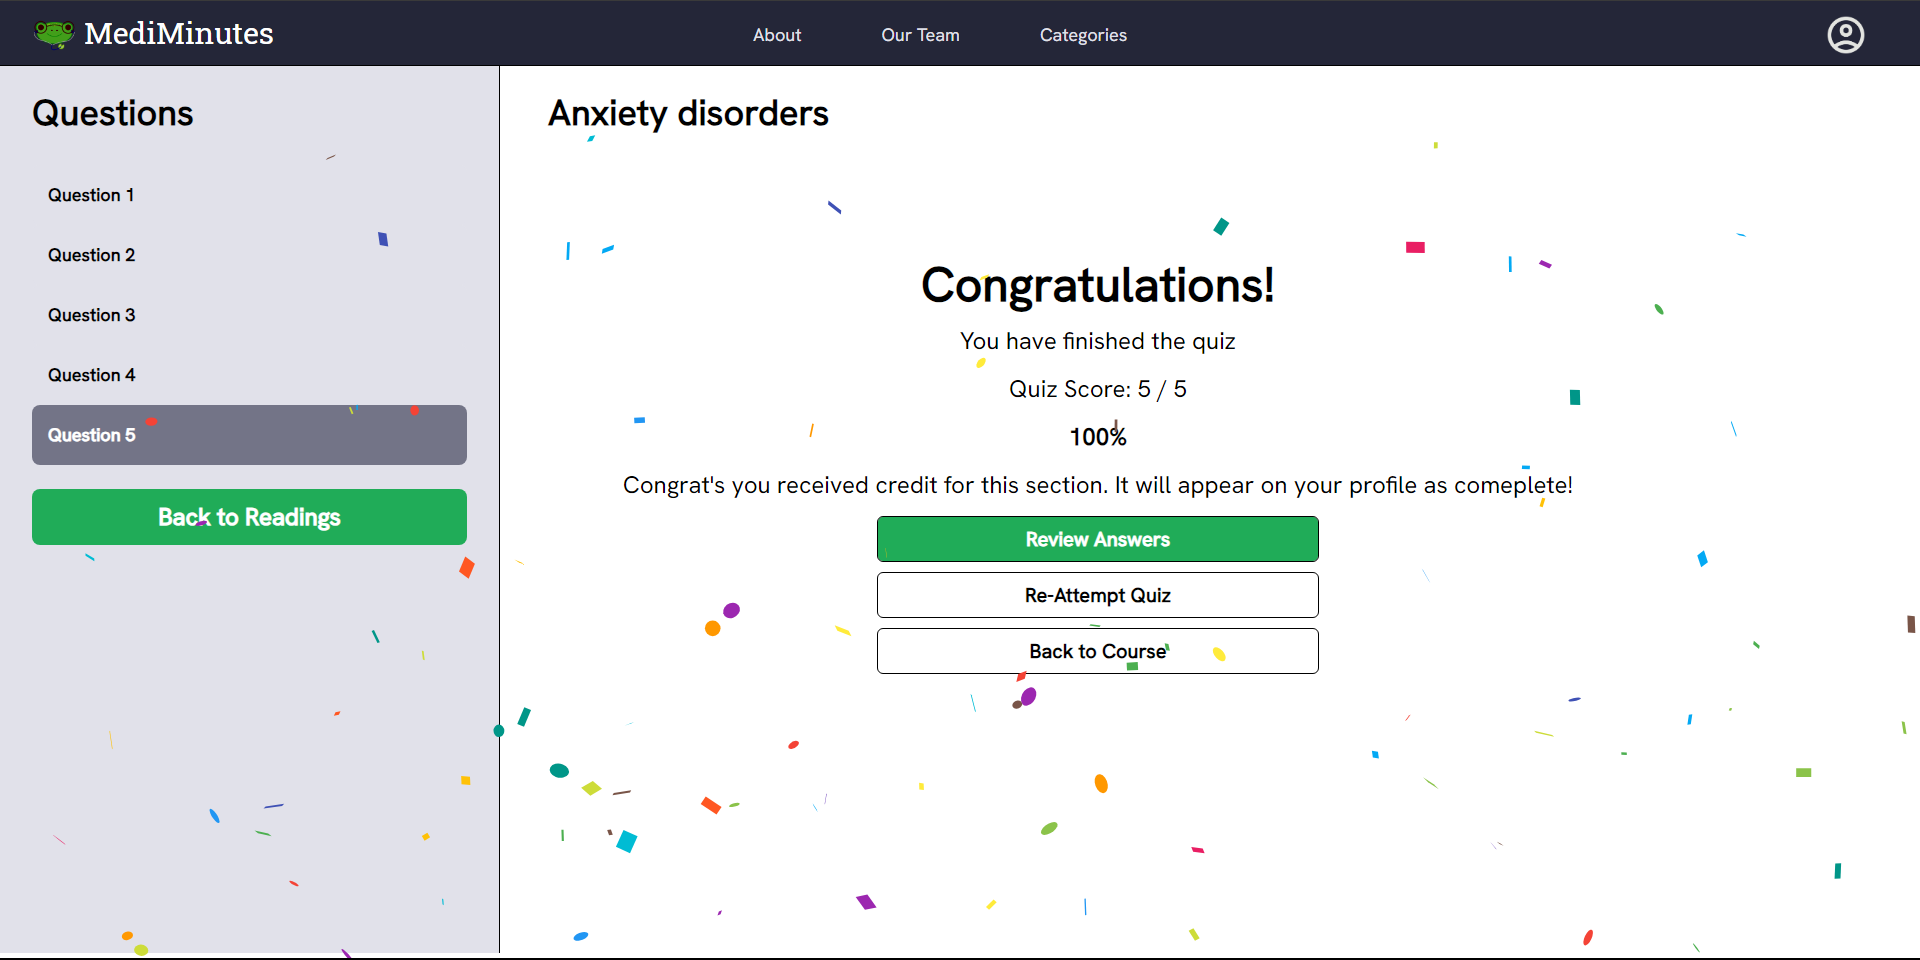 MediMinutes
About
Our Team
Categories
Questions
Question 1
Question 2
Question 3
Question 4
Question 5
Back to Readings
Anxiety disorders
Congratulations!
You have finished the quiz
Quiz Score: 5 / 5
100%
Congrat's you received credit for this section. It will appear on your profile as comeplete!
Review Answers
Re-Attempt Quiz
Back to Course